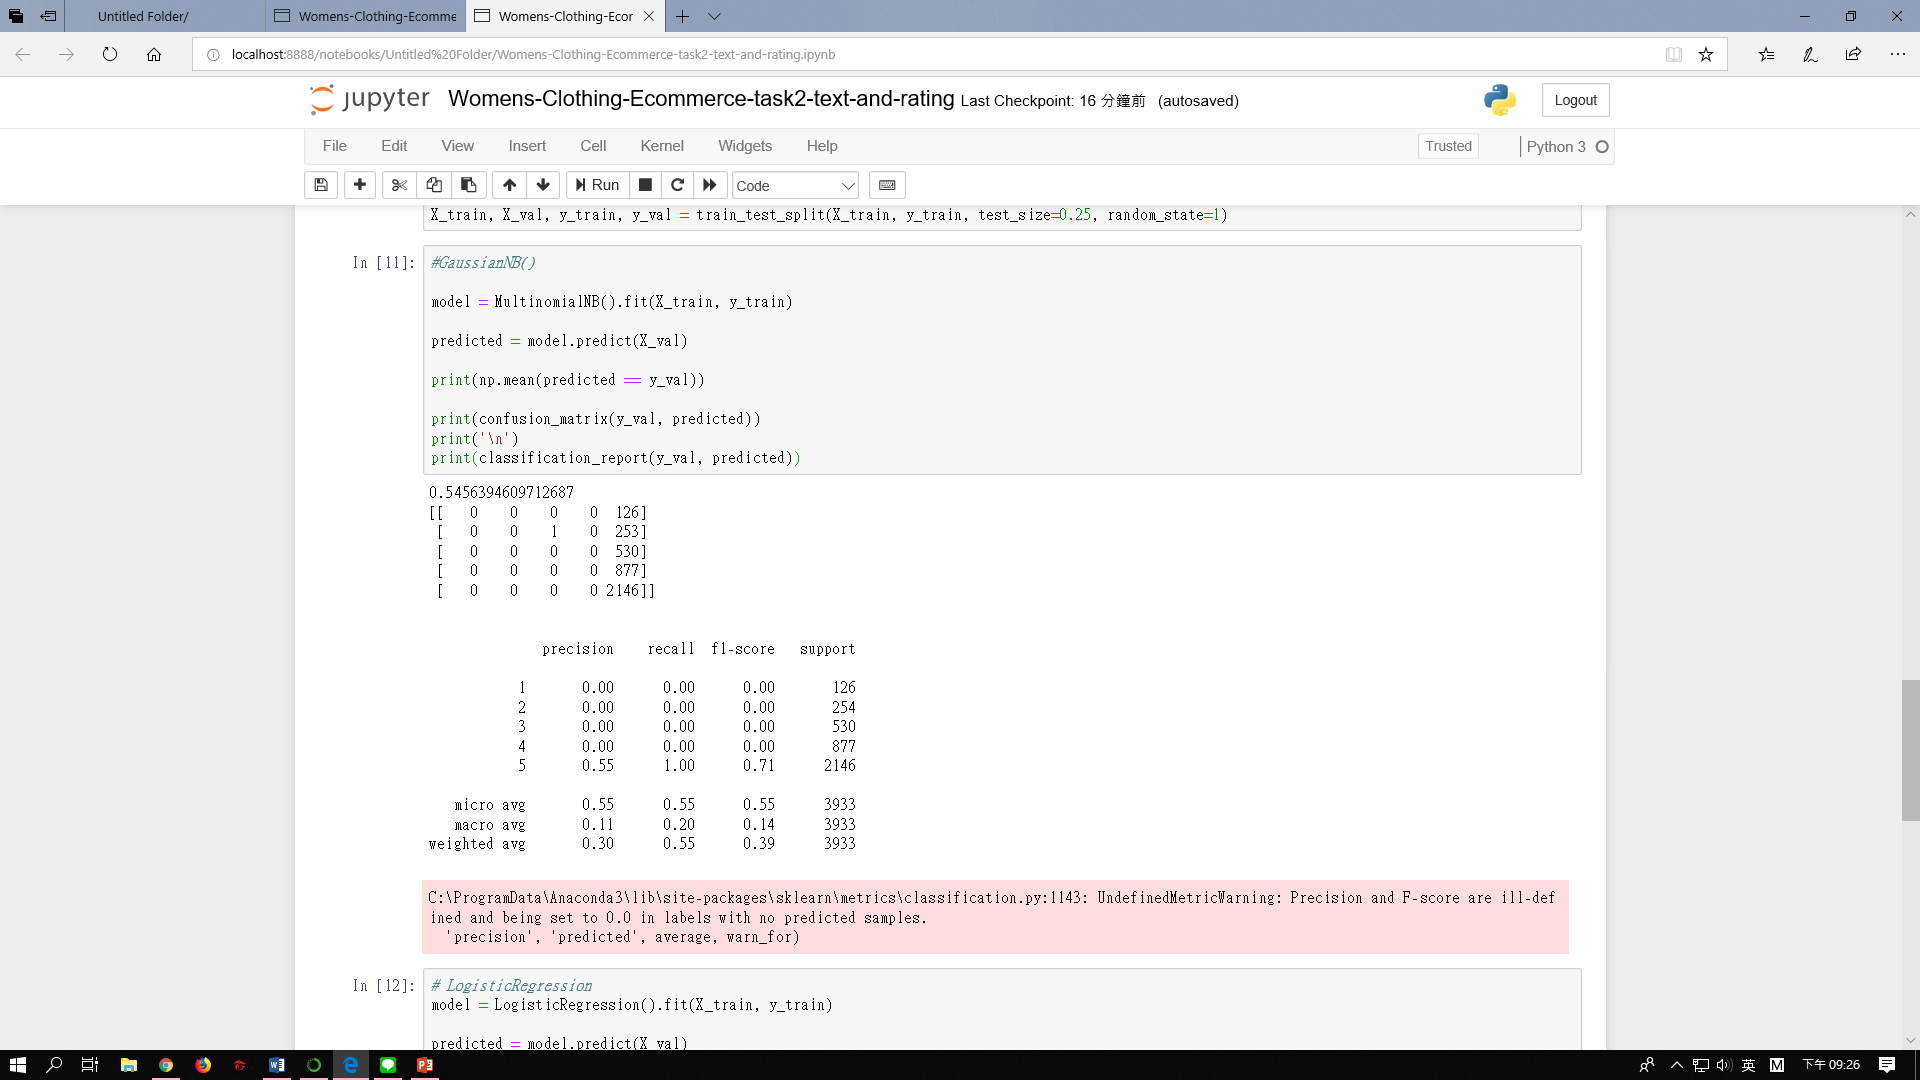 Untitled Folder/
Womens-Clothing-Ecomme
Womens-Clothing-Ecor
localhost:8888/notebooks/Untitled%20Folder/Womens-Clothing-Ecommerce-task2-text-and-rating.ipynb
jupyter Womens-Clothing-Ecommerce-task2-text-and-rating Last Checkpoint: 16 分鐘前 (autosaved)
Logout
File Edit View Insert Cell Kernel Widgets Help
Trusted
Python 3
Run
Code
X_train, X_val, y_train, y_val = train_test_split(X_train, y_train, test_size=0.25, random_state=1)
In [11]:
#GaussianNB()
model = MultinomialNB().fit(X_train, y_train)
predicted = model.predict(X_val)
print(np.mean(predicted == y_val))
print(confusion_matrix(y_val, predicted))
print('\n')
print(classification_report(y_val, predicted))
0.5456394609712687
[[   0    0    0    0  126]
 [   0    0    1    0  253]
 [   0    0    0    0  530]
 [   0    0    0    0  877]
 [   0    0    0    0 2146]]
precision recall f1-score support
1 0.00 0.00 0.00 126
2 0.00 0.00 0.00 254
3 0.00 0.00 0.00 530
4 0.00 0.00 0.00 877
5 0.55 1.00 0.71 2146
micro avg 0.55 0.55 0.55 3933
macro avg 0.11 0.20 0.14 3933
weighted avg 0.30 0.55 0.39 3933
C:\ProgramData\Anaconda3\lib\site-packages\sklearn\metrics\classification.py:1143: UndefinedMetricWarning: Precision and F-score are ill-def
ined and being set to 0.0 in labels with no predicted samples.
'precision', 'predicted', average, warn_for)
In [12]:
# LogisticRegression
model = LogisticRegression().fit(X_train, y_train)
predicted = model.predict(X_val)
英
M
下午 09:26